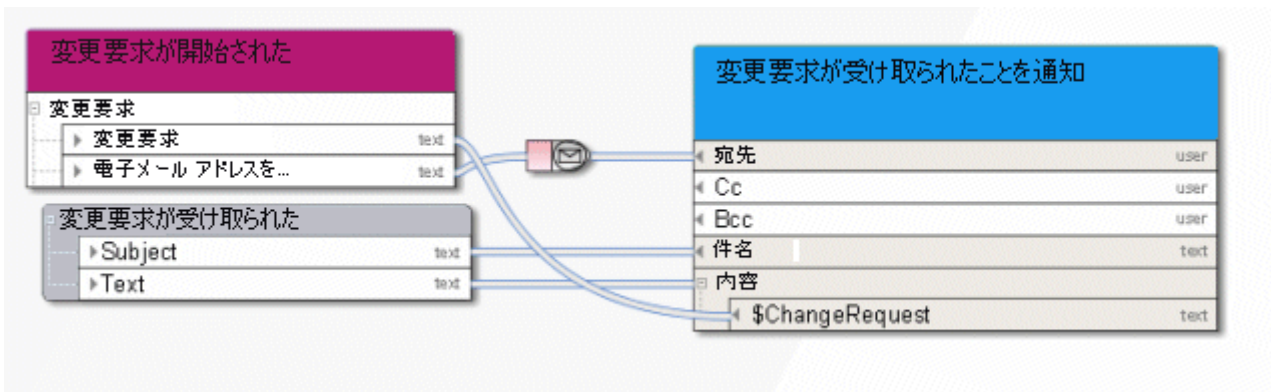 変更要求が開始された
変更要求
変更要求 text
電子メール アドレスを... text
変更要求が受け取られた
Subject text
Text text
変更要求が受け取られたことを通知
宛先 user
Cc user
Bcc user
件名 text
内容
$ChangeRequest text